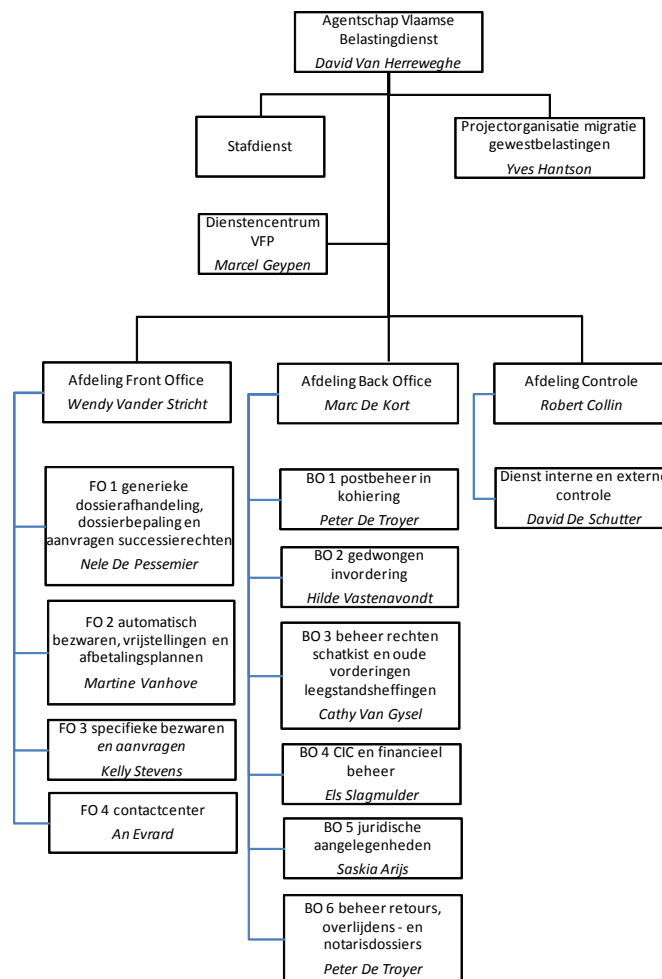 Agentschap Vlaamse
Belastingdienst
David Van Herreweghe
Stafdienst
Projectorganisatie migratie
gewestbelastingen
Yves Hantson
Dienstencentrum
VFP
Marcel Geypen
Afdeling Front Office
Wendy Vander Stricht
Afdeling Back Office
Marc De Kort
Afdeling Controle
Robert Collin
FO 1 generieke
dossierafhandeling,
dossierbepaling en
aanvragen successierechten
Nele De Pessemier
FO 2 automatisch
bezwaren, vrijstellingen en
afbetalingsplannen
Martine Vanhove
FO 3 specifieke bezwaren
en aanvragen
Kelly Stevens
FO 4 contactcenter
An Evrard
BO 1 postbeheer in
kohiering
Peter De Troyer
BO 2 gedwongen
invordering
Hilde Vastenavondt
BO 3 beheer rechten
schatkist en oude
vorderingen
leegstandsheffingen
Cathy Van Gysel
BO 4 CIC en financieel
beheer
Els Slagmulder
BO 5 juridische
aangelegenheden
Saskia Arijs
BO 6 beheer retours,
overlijdens - en
notarisdossiers
Peter De Troyer
Dienst interne en externe
controle
David De Schutter